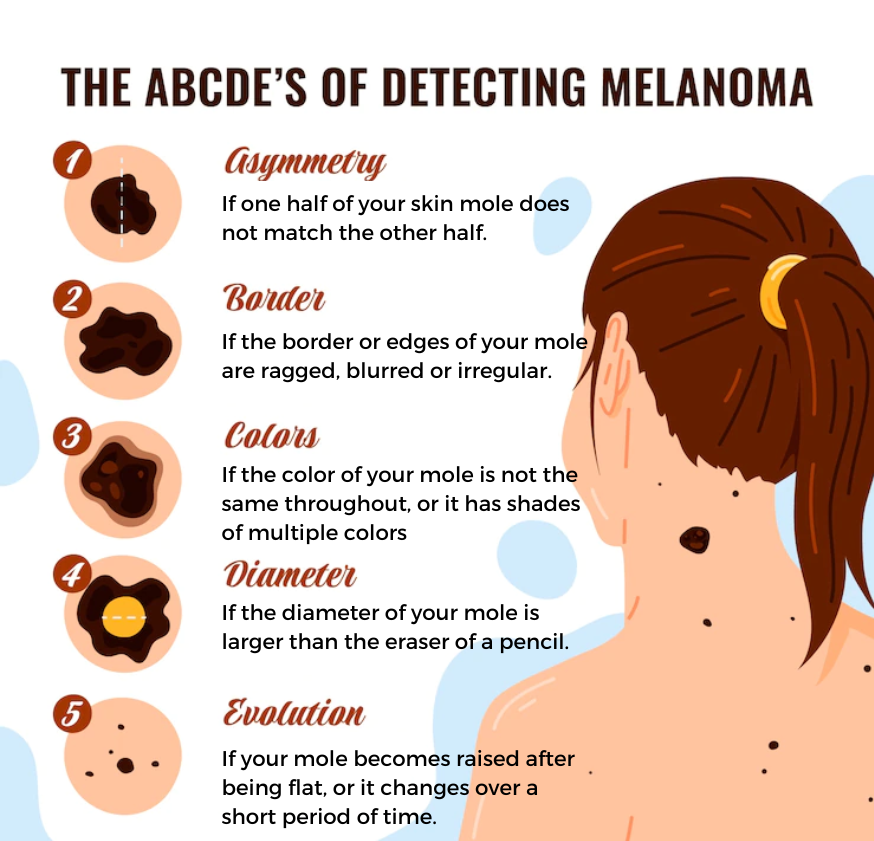 THE ABCDE'S OF DETECTING MELANOMA
1
Asymmetry
If one half of your skin mole does
not match the other half.
2
Border
If the border or edges of your mole
are ragged, blurred or irregular.
3
Colors
If the color of your mole is not the
same throughout, or it has shades
of multiple colors
4
Diameter
If the diameter of your mole is
larger than the eraser of a pencil.
5
Evolution
If your mole becomes raised after
being flat, or it changes over a
short period of time.